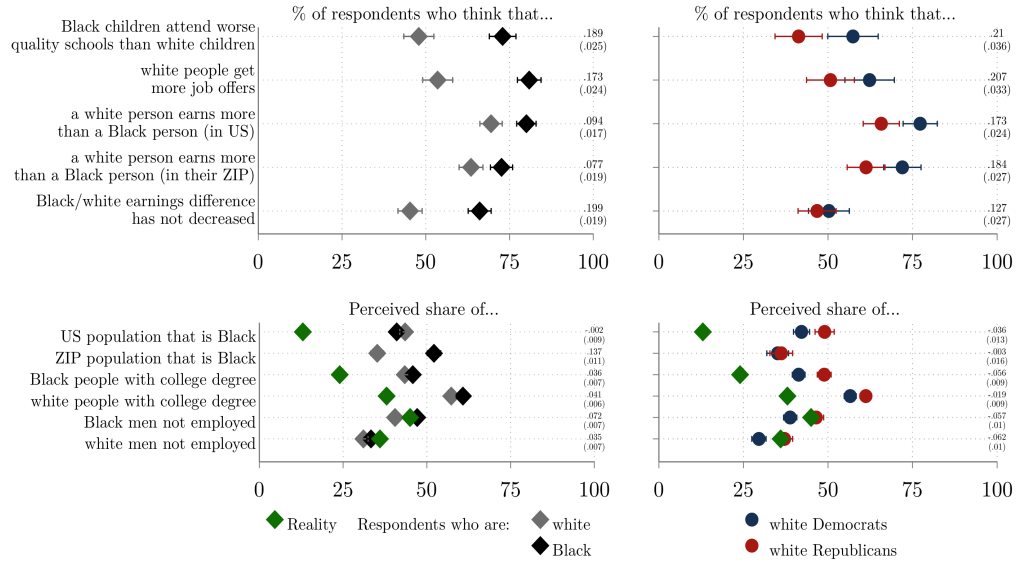 % of respondents who think that...
% of respondents who think that...
Black children attend worse
quality schools than white children
.189
(.025)
.21
(.036)
white people get
more job offers
.173
(.024)
.207
(.033)
a white person earns more
than a Black person (in US)
.094
(.017)
.173
(.024)
a white person earns more
than a Black person (in their ZIP)
.077
(.019)
.184
(.027)
Black/white earnings difference
has not decreased
.199
(.019)
.127
(.027)
0 25 50 75 100
0 25 50 75 100
Perceived share of...
Perceived share of...
US population that is Black
-.002
(.009)
-.036
(.013)
ZIP population that is Black
.137
(.011)
-.003
(.016)
Black people with college degree
.036
(.007)
-.056
(.009)
white people with college degree
.041
(.006)
-.019
(.009)
Black men not employed
.072
(.007)
-.057
(.01)
white men not employed
.035
(.007)
-.062
(.01)
0 25 50 75 100
0 25 50 75 100
Reality
Respondents who are:
white
Black
white Democrats
white Republicans